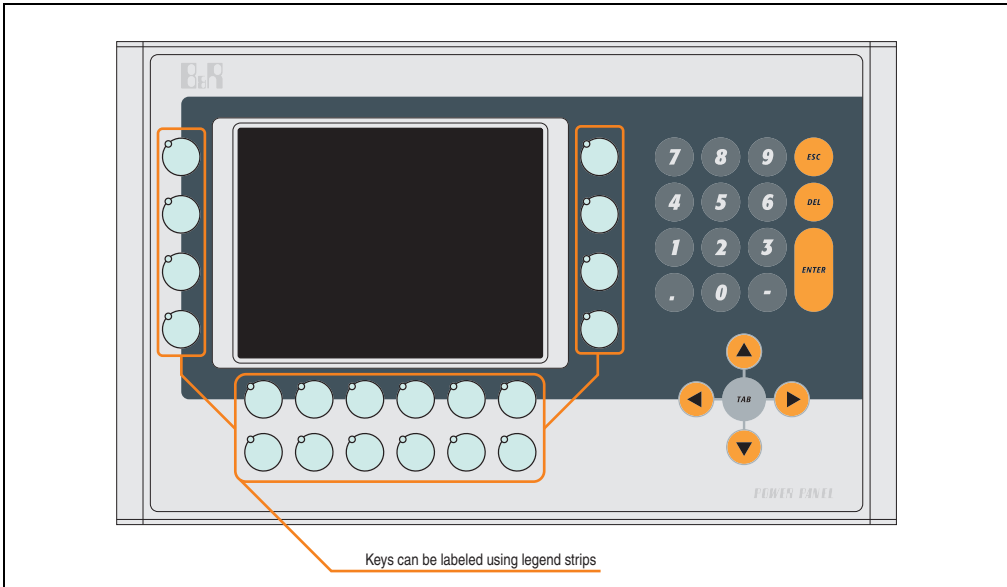 B&R
7 8 9 ESC
4 5 6 DEL
1 2 3 ENTER
. 0 -
TAB
POWER PANEL
Keys can be labeled using legend strips